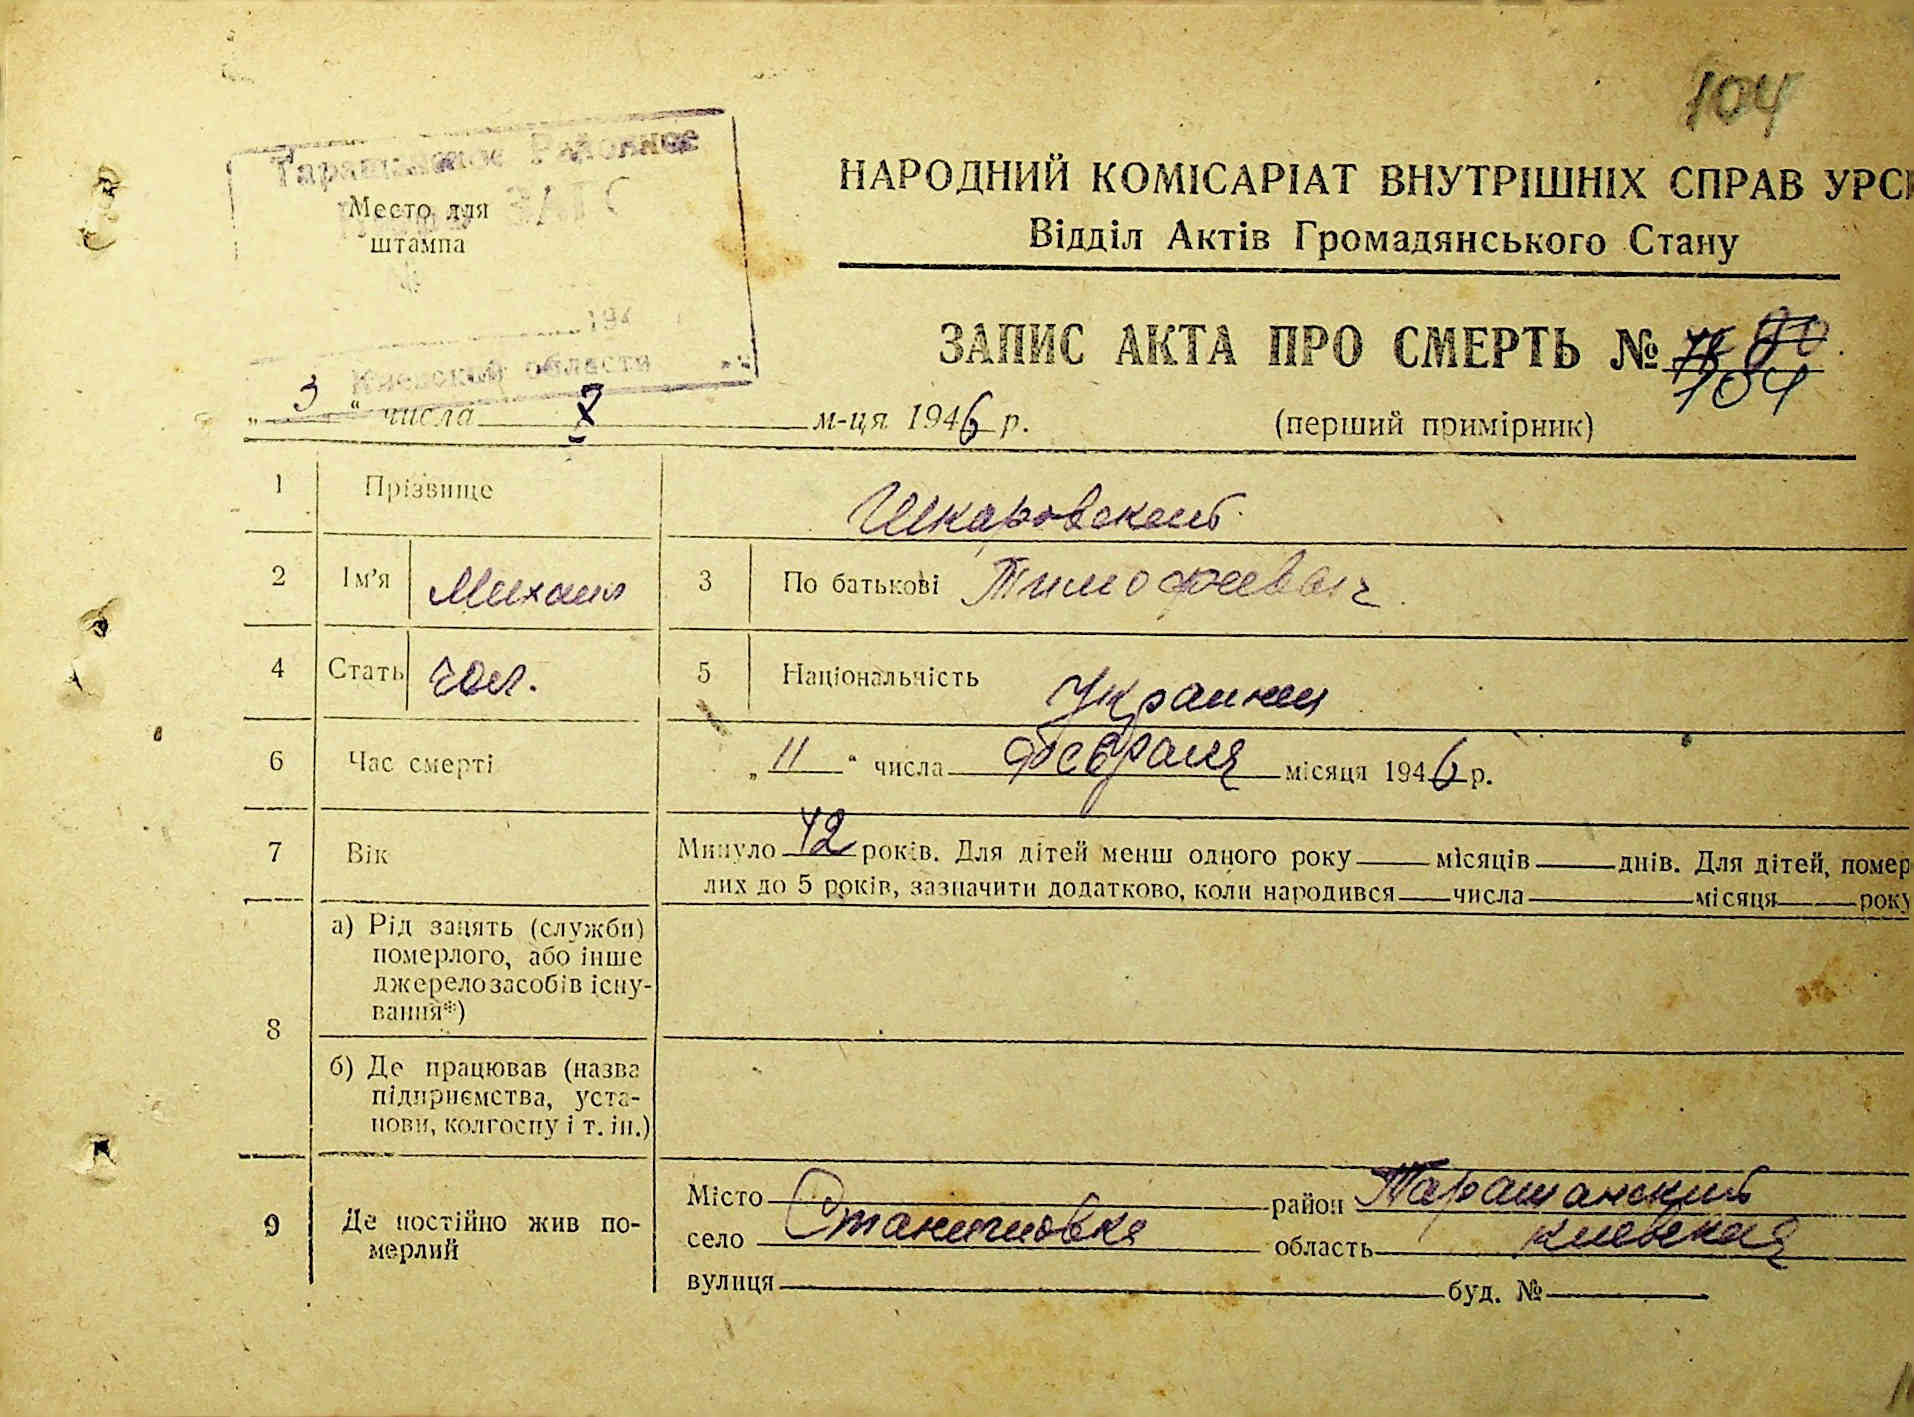 104
Таращанское Районное
ЗАГС
Место для
штампа
194
Киевской области
НАРОДНИЙ КОМІСАРІАТ ВНУТРІШНІХ СПРАВ УРСР
Відділ Актів Громадянського Стану
ЗАПИС АКТА ПРО СМЕРТЬ №
104
„ 3 “ числа X м-ця 1946 р. (перший примірник)
1 Прізвище Шкаровский
2 Ім'я Михаил 3 По батькові Тимофеевич
4 Стать чол. 5 Національність Украинец
6 Час смерті „ 11 “ числа февраля місяця 1946 р.
7 Вік Минуло 42 років. Для дітей менш одного року місяців днів. Для дітей, помер
лих до 5 років, зазначити додатково, коли народився числа місяця року
8 а) Рід занять (служби)
померлого, або інше
джерело засобів існу-
вання*)
б) Де працював (назва
підприємства, уста-
нови, колгоспу і т. ін.)
9 Де постійно жив по-
мерлий
Місто район Таращанский
село Станишовка область Киевская
вулиця буд. №